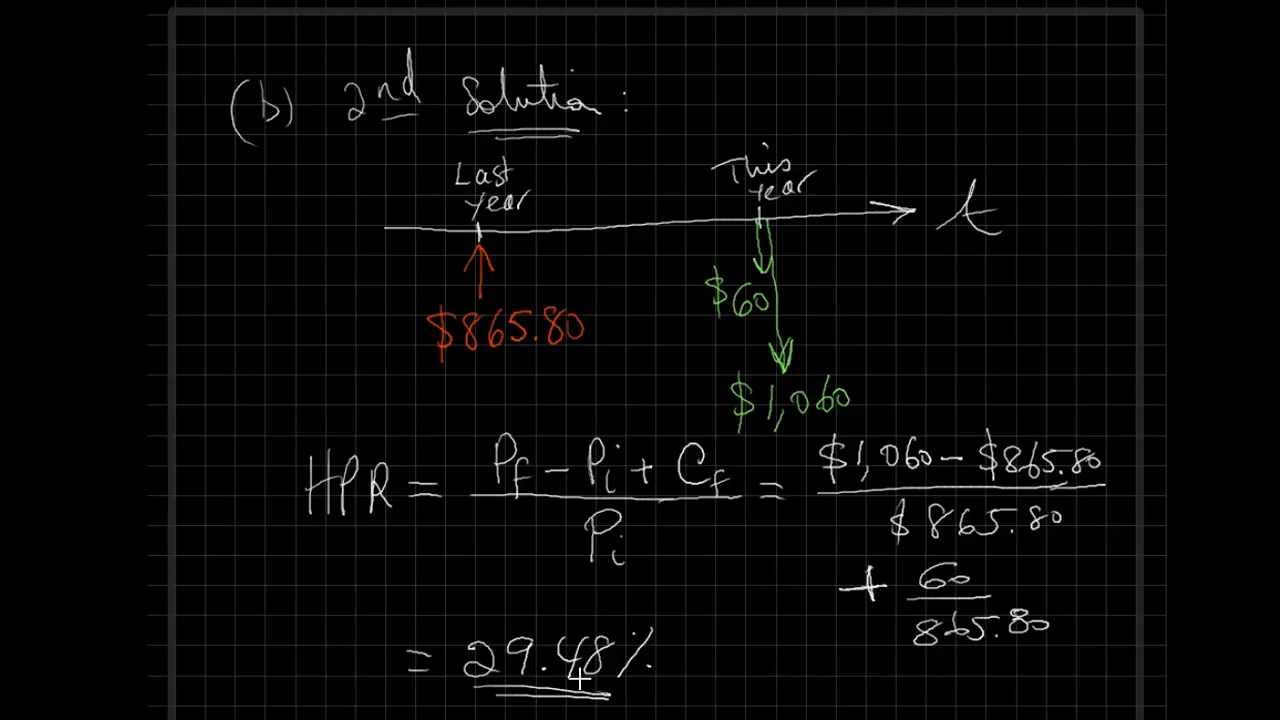 (b) 2nd Solution :
Last year
This year
t
$865.80
$60
$1,060
HPR = Pf - Pi + Cf / Pi = $1,060 - $865.80 / $865.80
+ 60 / 865.80
= 29.48%